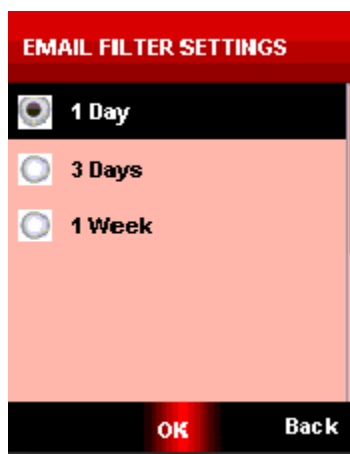 EMAIL FILTER SETTINGS
1 Day
3 Days
1 Week
OK Back